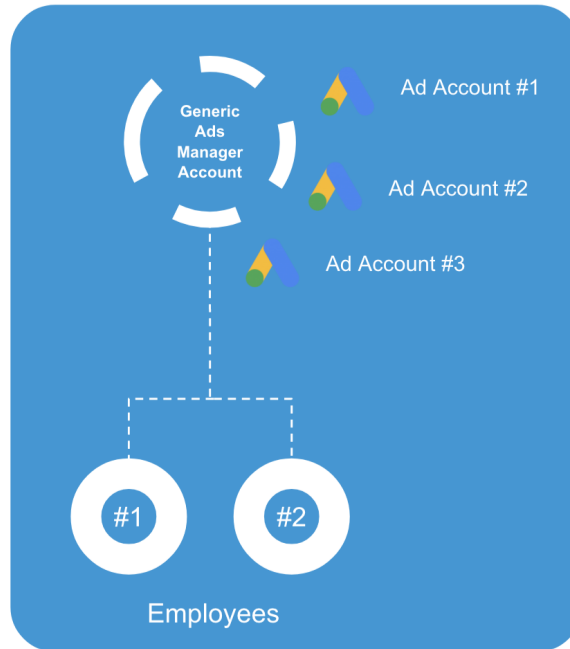 Generic
Ads
Manager
Account
Ad Account #1
Ad Account #2
Ad Account #3
#1
#2
Employees